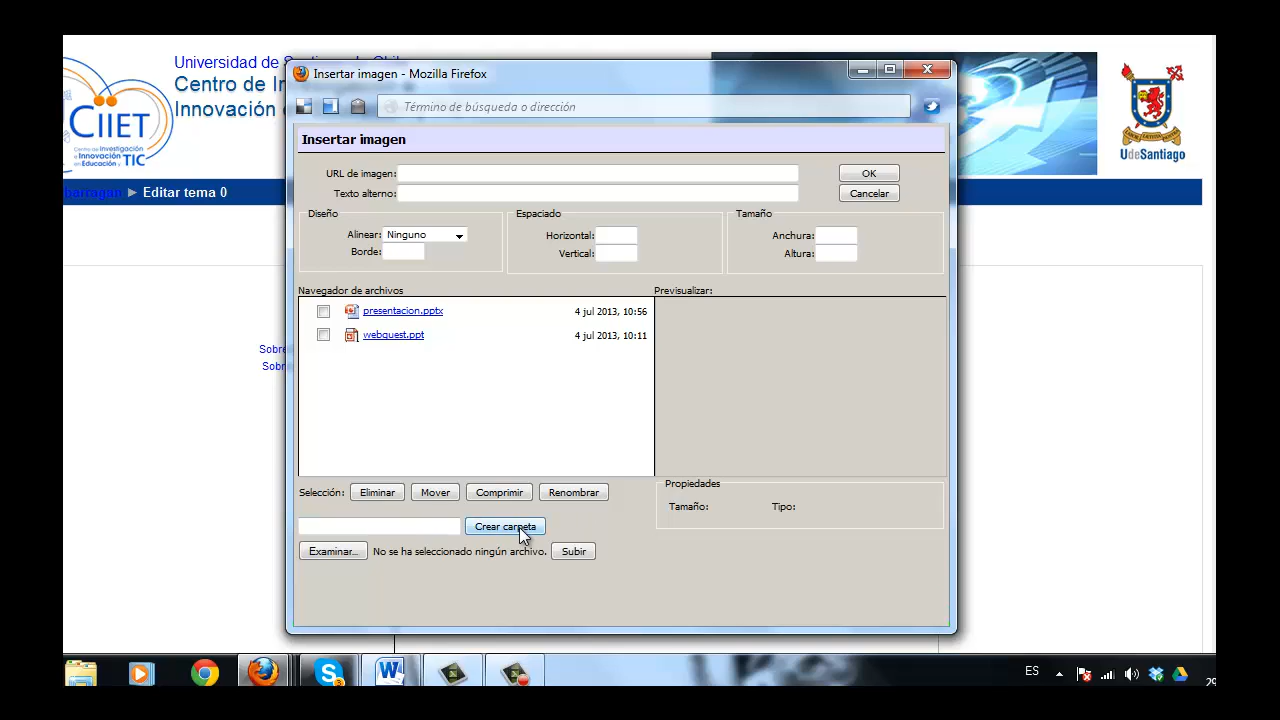 Universidad de S
Centro de In
Innovación
CIIET
Centro de Investigación
e Innovación
en Educación y TIC
UdeSantiago
barragan ► Editar tema 0
Sobre
Sobre
Insertar imagen - Mozilla Firefox
Término de búsqueda o dirección
Insertar imagen
URL de imagen: OK
Texto alterno: Cancelar
Diseño Espaciado Tamaño
Alinear: Ninguno Horizontal: Anchura:
Borde: Vertical: Altura:
Navegador de archivos Previsualizar:
presentacion.pptx 4 jul 2013, 10:56
webquest.ppt 4 jul 2013, 10:11
Selección: Eliminar Mover Comprimir Renombrar
Propiedades
Tamaño: Tipo:
Crear carpeta
Examinar... No se ha seleccionado ningún archivo. Subir
ES